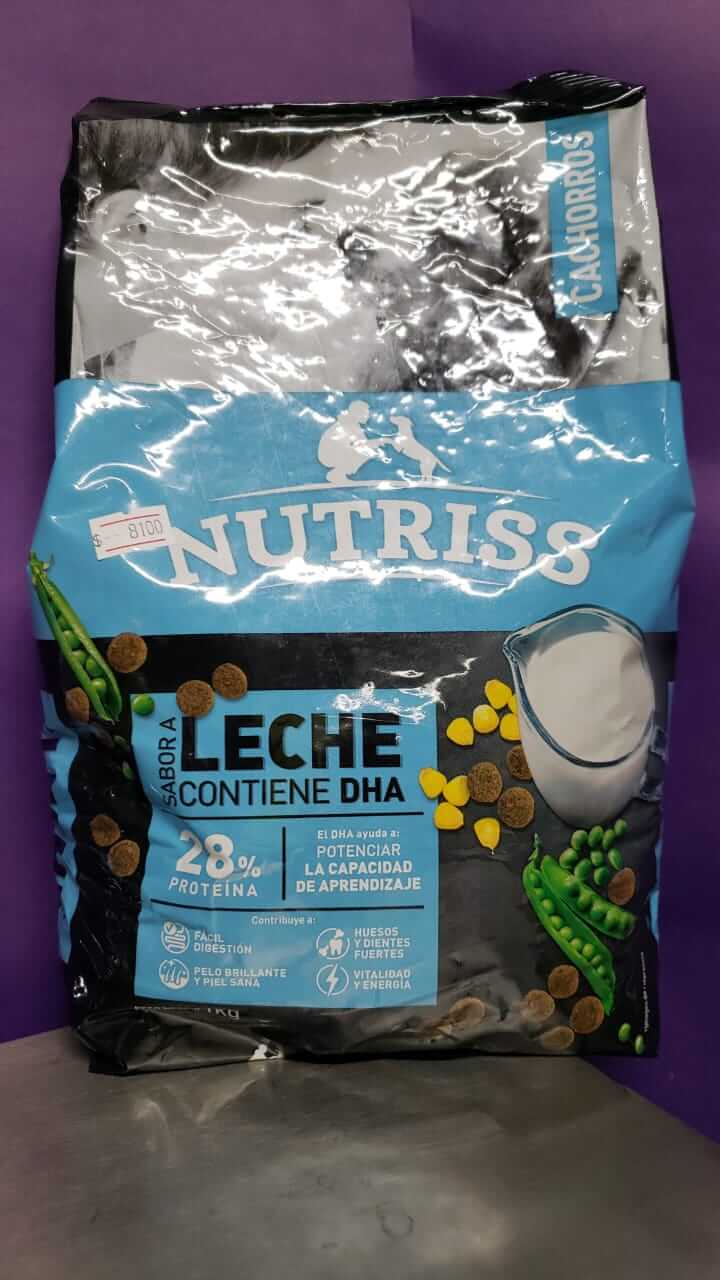 CACHORROS
NUTRISS
$ 8100
SABOR A
LECHE
CONTIENE DHA
28%
PROTEÍNA
El DHA ayuda a:
POTENCIAR
LA CAPACIDAD
DE APRENDIZAJE
Contribuye a:
FÁCIL
DIGESTIÓN
HUESOS
Y DIENTES
FUERTES
PELO BRILLANTE
Y PIEL SANA
VITALIDAD
Y ENERGÍA
1Kg